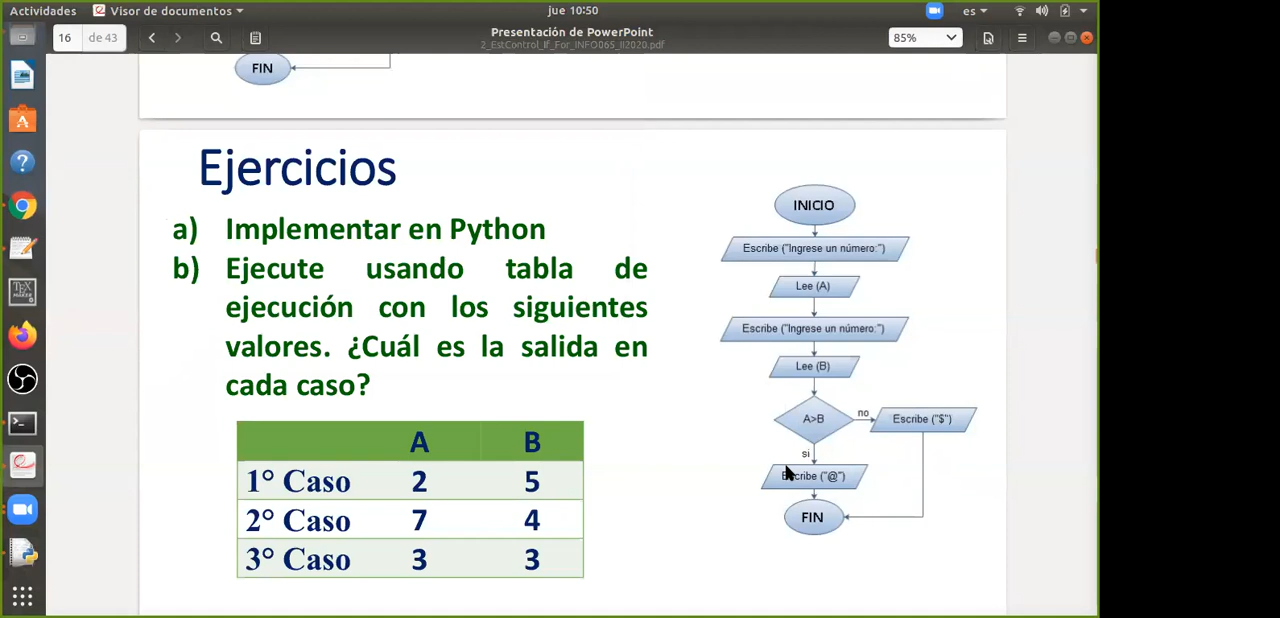 Actividades Visor de documentos jue 10:50 es
16 de 43 Presentación de PowerPoint 85%
2_EstControl_If_For_INFO065_II2020.pdf
FIN
Ejercicios
a) Implementar en Python
b) Ejecute usando tabla de
ejecución con los siguientes
valores. ¿Cuál es la salida en
cada caso?
A B
1° Caso 2 5
2° Caso 7 4
3° Caso 3 3
INICIO
Escribe ("Ingrese un número:")
Lee (A)
Escribe ("Ingrese un número:")
Lee (B)
A>B no Escribe ("$")
si
Escribe ("@")
FIN